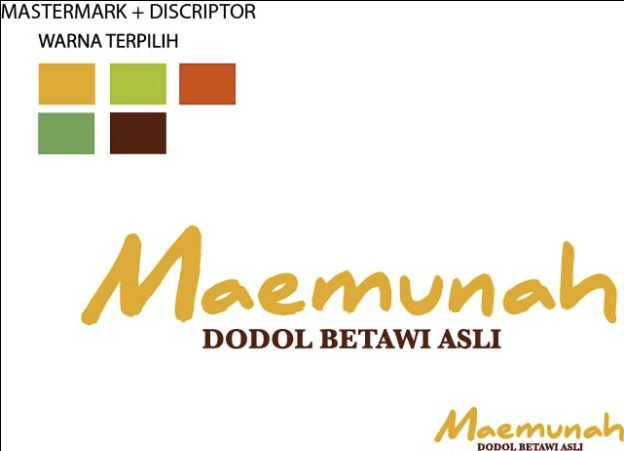 MASTERMARK + DISCRIPTOR
WARNA TERPILIH
Maemunah
DODOL BETAWI ASLI
Maemunah
DODOL BETAWI ASLI